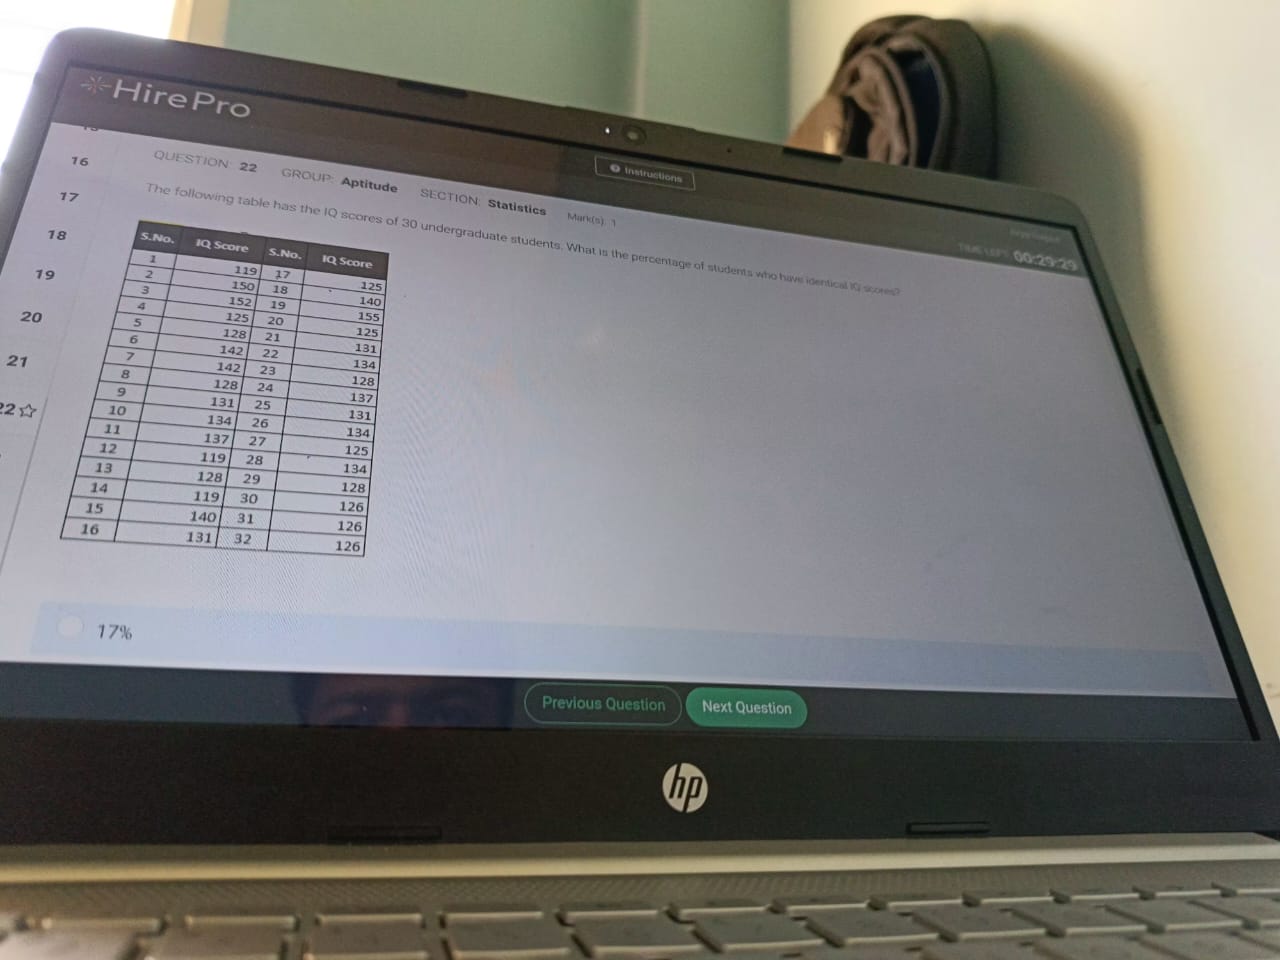 HirePro
Instructions
QUESTION: 22 GROUP: Aptitude SECTION: Statistics Mark(s): 1
TIME LEFT: 00:29:29
The following table has the IQ scores of 30 undergraduate students. What is the percentage of students who have identical IQ scores?
S.No. IQ Score S.No. IQ Score
1 119 17 125
2 150 18 140
3 152 19 155
4 125 20 125
5 128 21 131
6 142 22 134
7 142 23 128
8 128 24 137
9 131 25 131
10 134 26 134
11 137 27 125
12 119 28 134
13 128 29 128
14 119 30 126
15 140 31 126
16 131 32 126
16
17
18
19
20
21
22
17%
Previous Question Next Question
hp